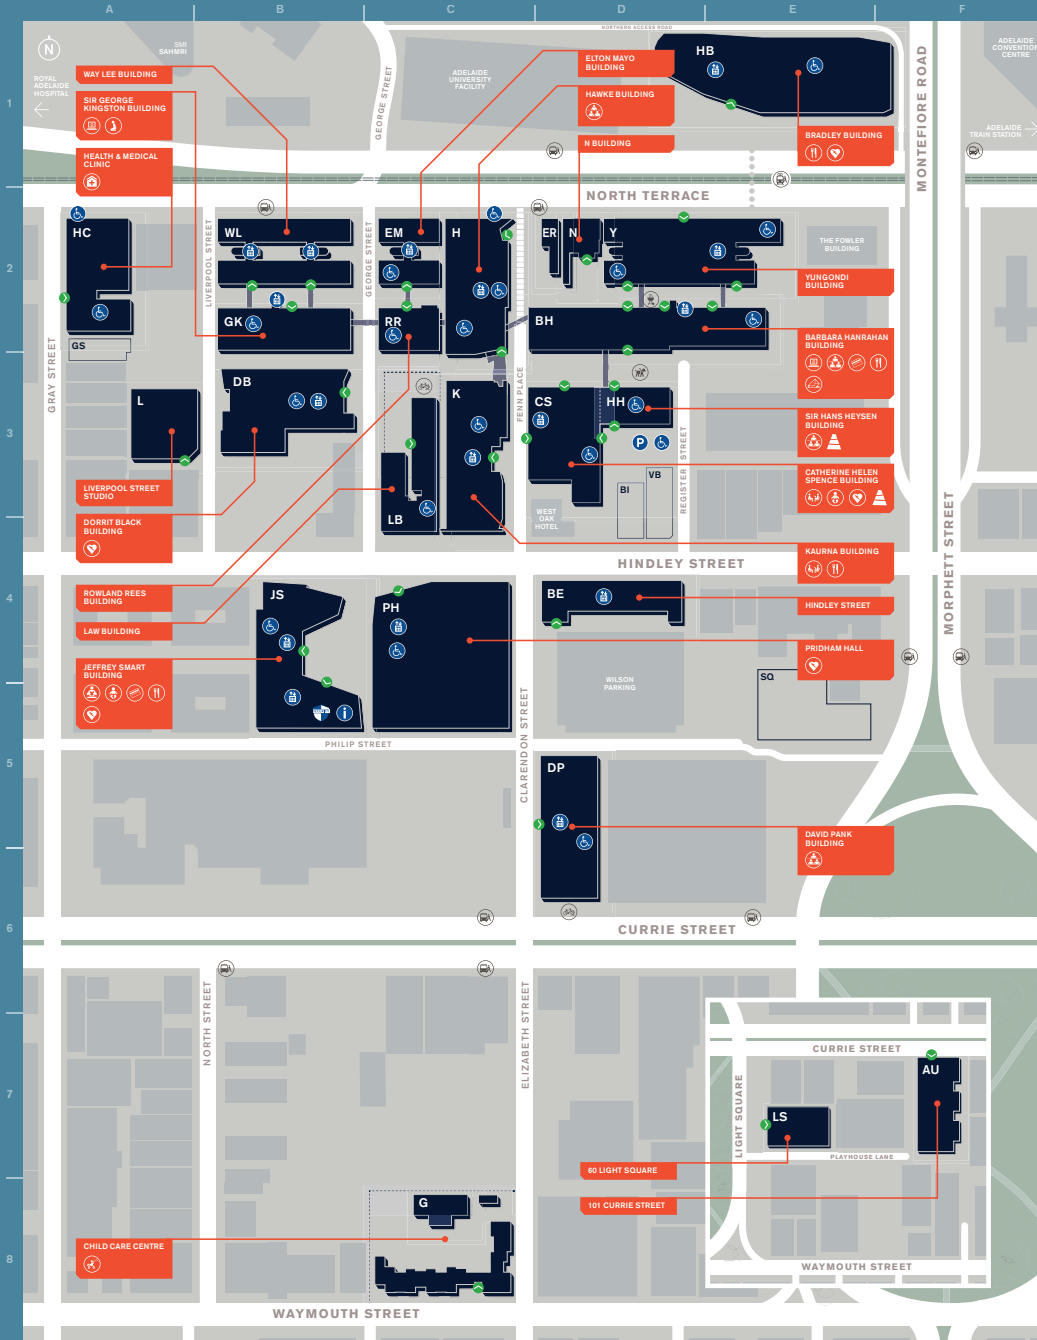 A
B
C
D
E
F
1
2
3
4
5
6
7
8
N
SMI
SAHMRI
ROYAL
ADELAIDE
HOSPITAL
ADELAIDE
UNIVERSITY
FACILITY
NORTHERN ACCESS ROAD
ADELAIDE
CONVENTION
CENTRE
ADELAIDE
TRAIN STATION
GEORGE STREET
MONTEFIORE ROAD
WAY LEE BUILDING
SIR GEORGE
KINGSTON BUILDING
HEALTH & MEDICAL
CLINIC
ELTON MAYO
BUILDING
HAWKE BUILDING
N BUILDING
HB
BRADLEY BUILDING
NORTH TERRACE
HC
WL
EM
H
ER
N
Y
THE FOWLER
BUILDING
YUNGONDI
BUILDING
LIVERPOOL STREET
GEORGE STREET
GK
RR
BH
BARBARA HANRAHAN
BUILDING
GS
GRAY STREET
DB
L
K
FENN PLACE
CS
HH
P
SIR HANS HEYSEN
BUILDING
CATHERINE HELEN
SPENCE BUILDING
REGISTER STREET
VB
BI
WEST
OAK
HOTEL
LB
LIVERPOOL STREET
STUDIO
DORRIT BLACK
BUILDING
KAURNA BUILDING
HINDLEY STREET
MORPHETT STREET
ROWLAND REES
BUILDING
LAW BUILDING
JEFFREY SMART
BUILDING
JS
PH
BE
HINDLEY STREET
PRIDHAM HALL
WILSON
PARKING
SQ
i
PHILIP STREET
CLARENDON STREET
DP
DAVID PANK
BUILDING
CURRIE STREET
NORTH STREET
ELIZABETH STREET
CURRIE STREET
AU
LS
LIGHT SQUARE
PLAYHOUSE LANE
60 LIGHT SQUARE
101 CURRIE STREET
G
CHILD CARE CENTRE
WAYMOUTH STREET
WAYMOUTH STREET